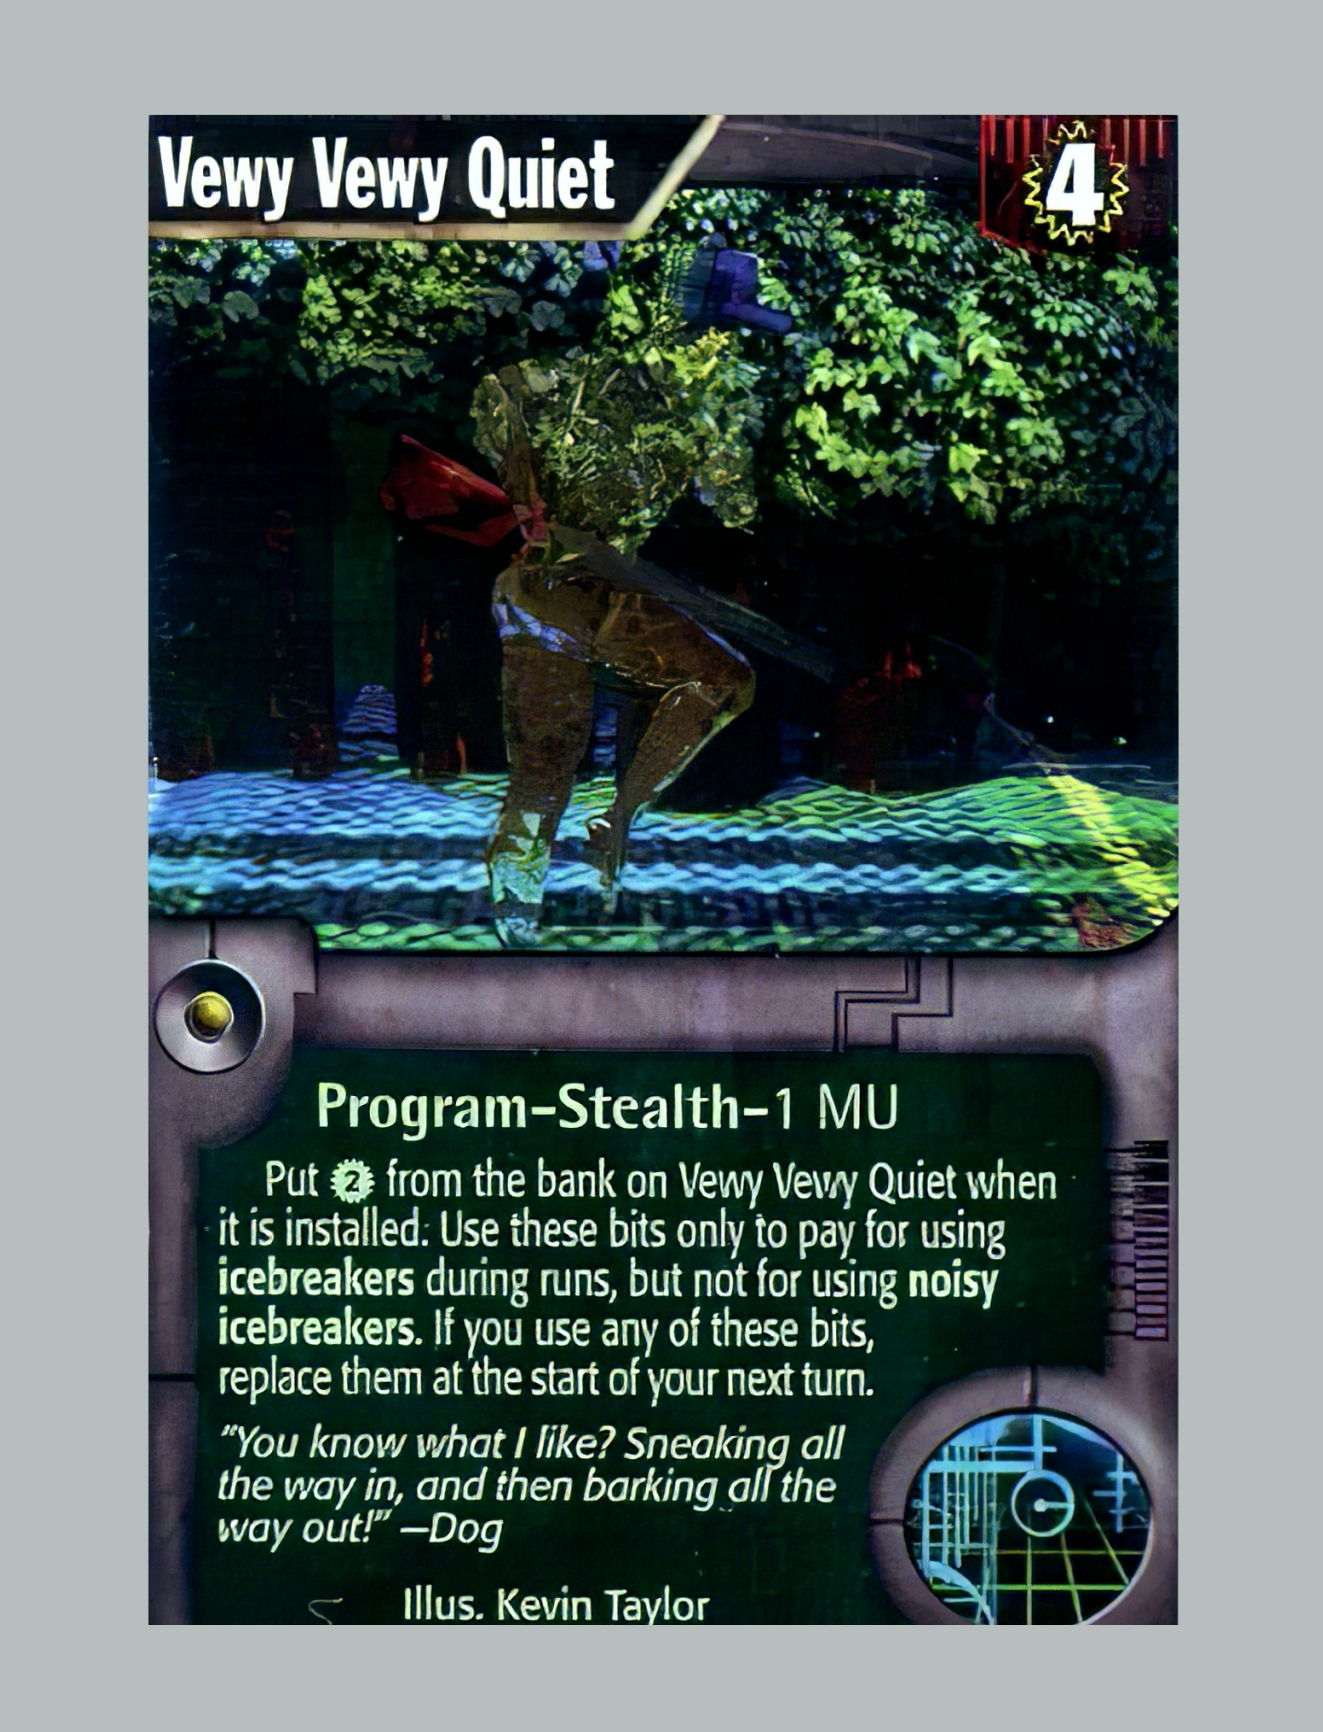 Vewy Vewy Quiet
4
Program-Stealth-1 MU
Put 2 from the bank on Vewy Vewy Quiet when
it is installed. Use these bits only to pay for using
icebreakers during runs, but not for using noisy
icebreakers. If you use any of these bits,
replace them at the start of your next turn.
"You know what I like? Sneaking all
the way in, and then barking all the
way out!" —Dog
Illus. Kevin Taylor